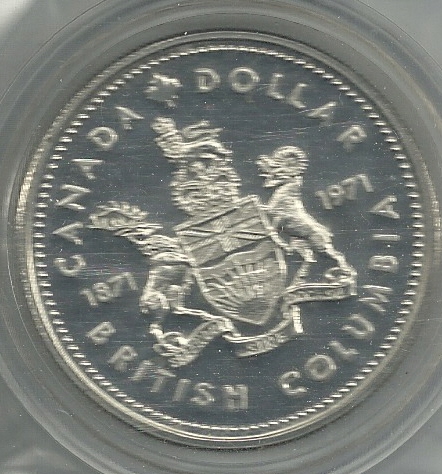 CANADA DOLLAR
1871 1971
BRITISH COLUMBIA